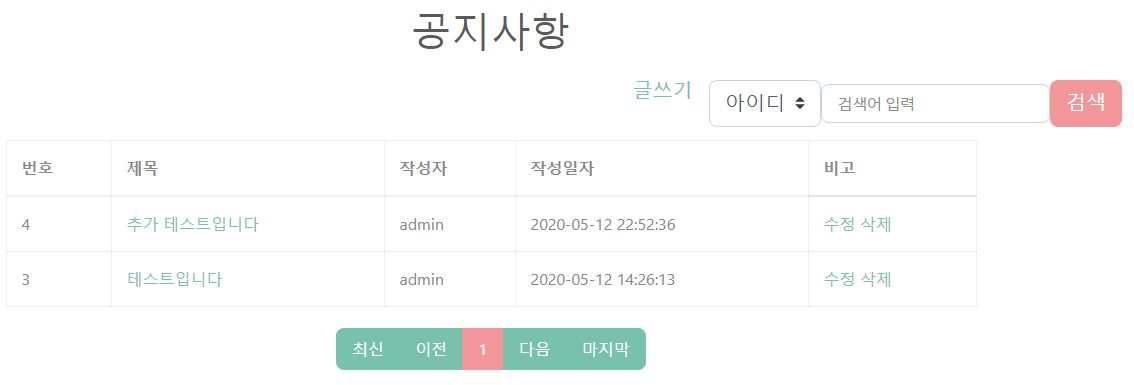 공지사항
글쓰기 아이디 검색어 입력 검색
번호 제목 작성자 작성일자 비고
4 추가 테스트입니다 admin 2020-05-12 22:52:36 수정 삭제
3 테스트입니다 admin 2020-05-12 14:26:13 수정 삭제
최신 이전 1 다음 마지막